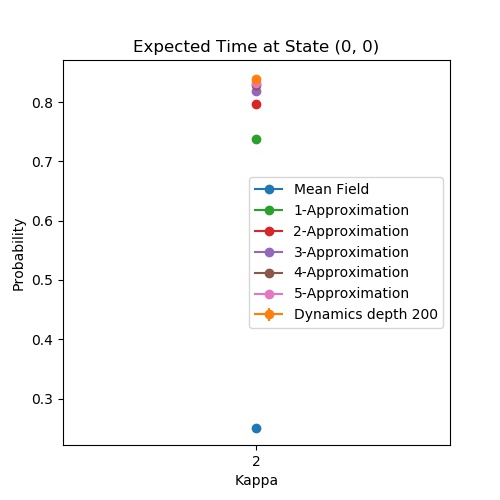 Expected Time at State (0, 0)
Probability
0.8
0.7
0.6
0.5
0.4
0.3
Mean Field
1-Approximation
2-Approximation
3-Approximation
4-Approximation
5-Approximation
Dynamics depth 200
2
Kappa